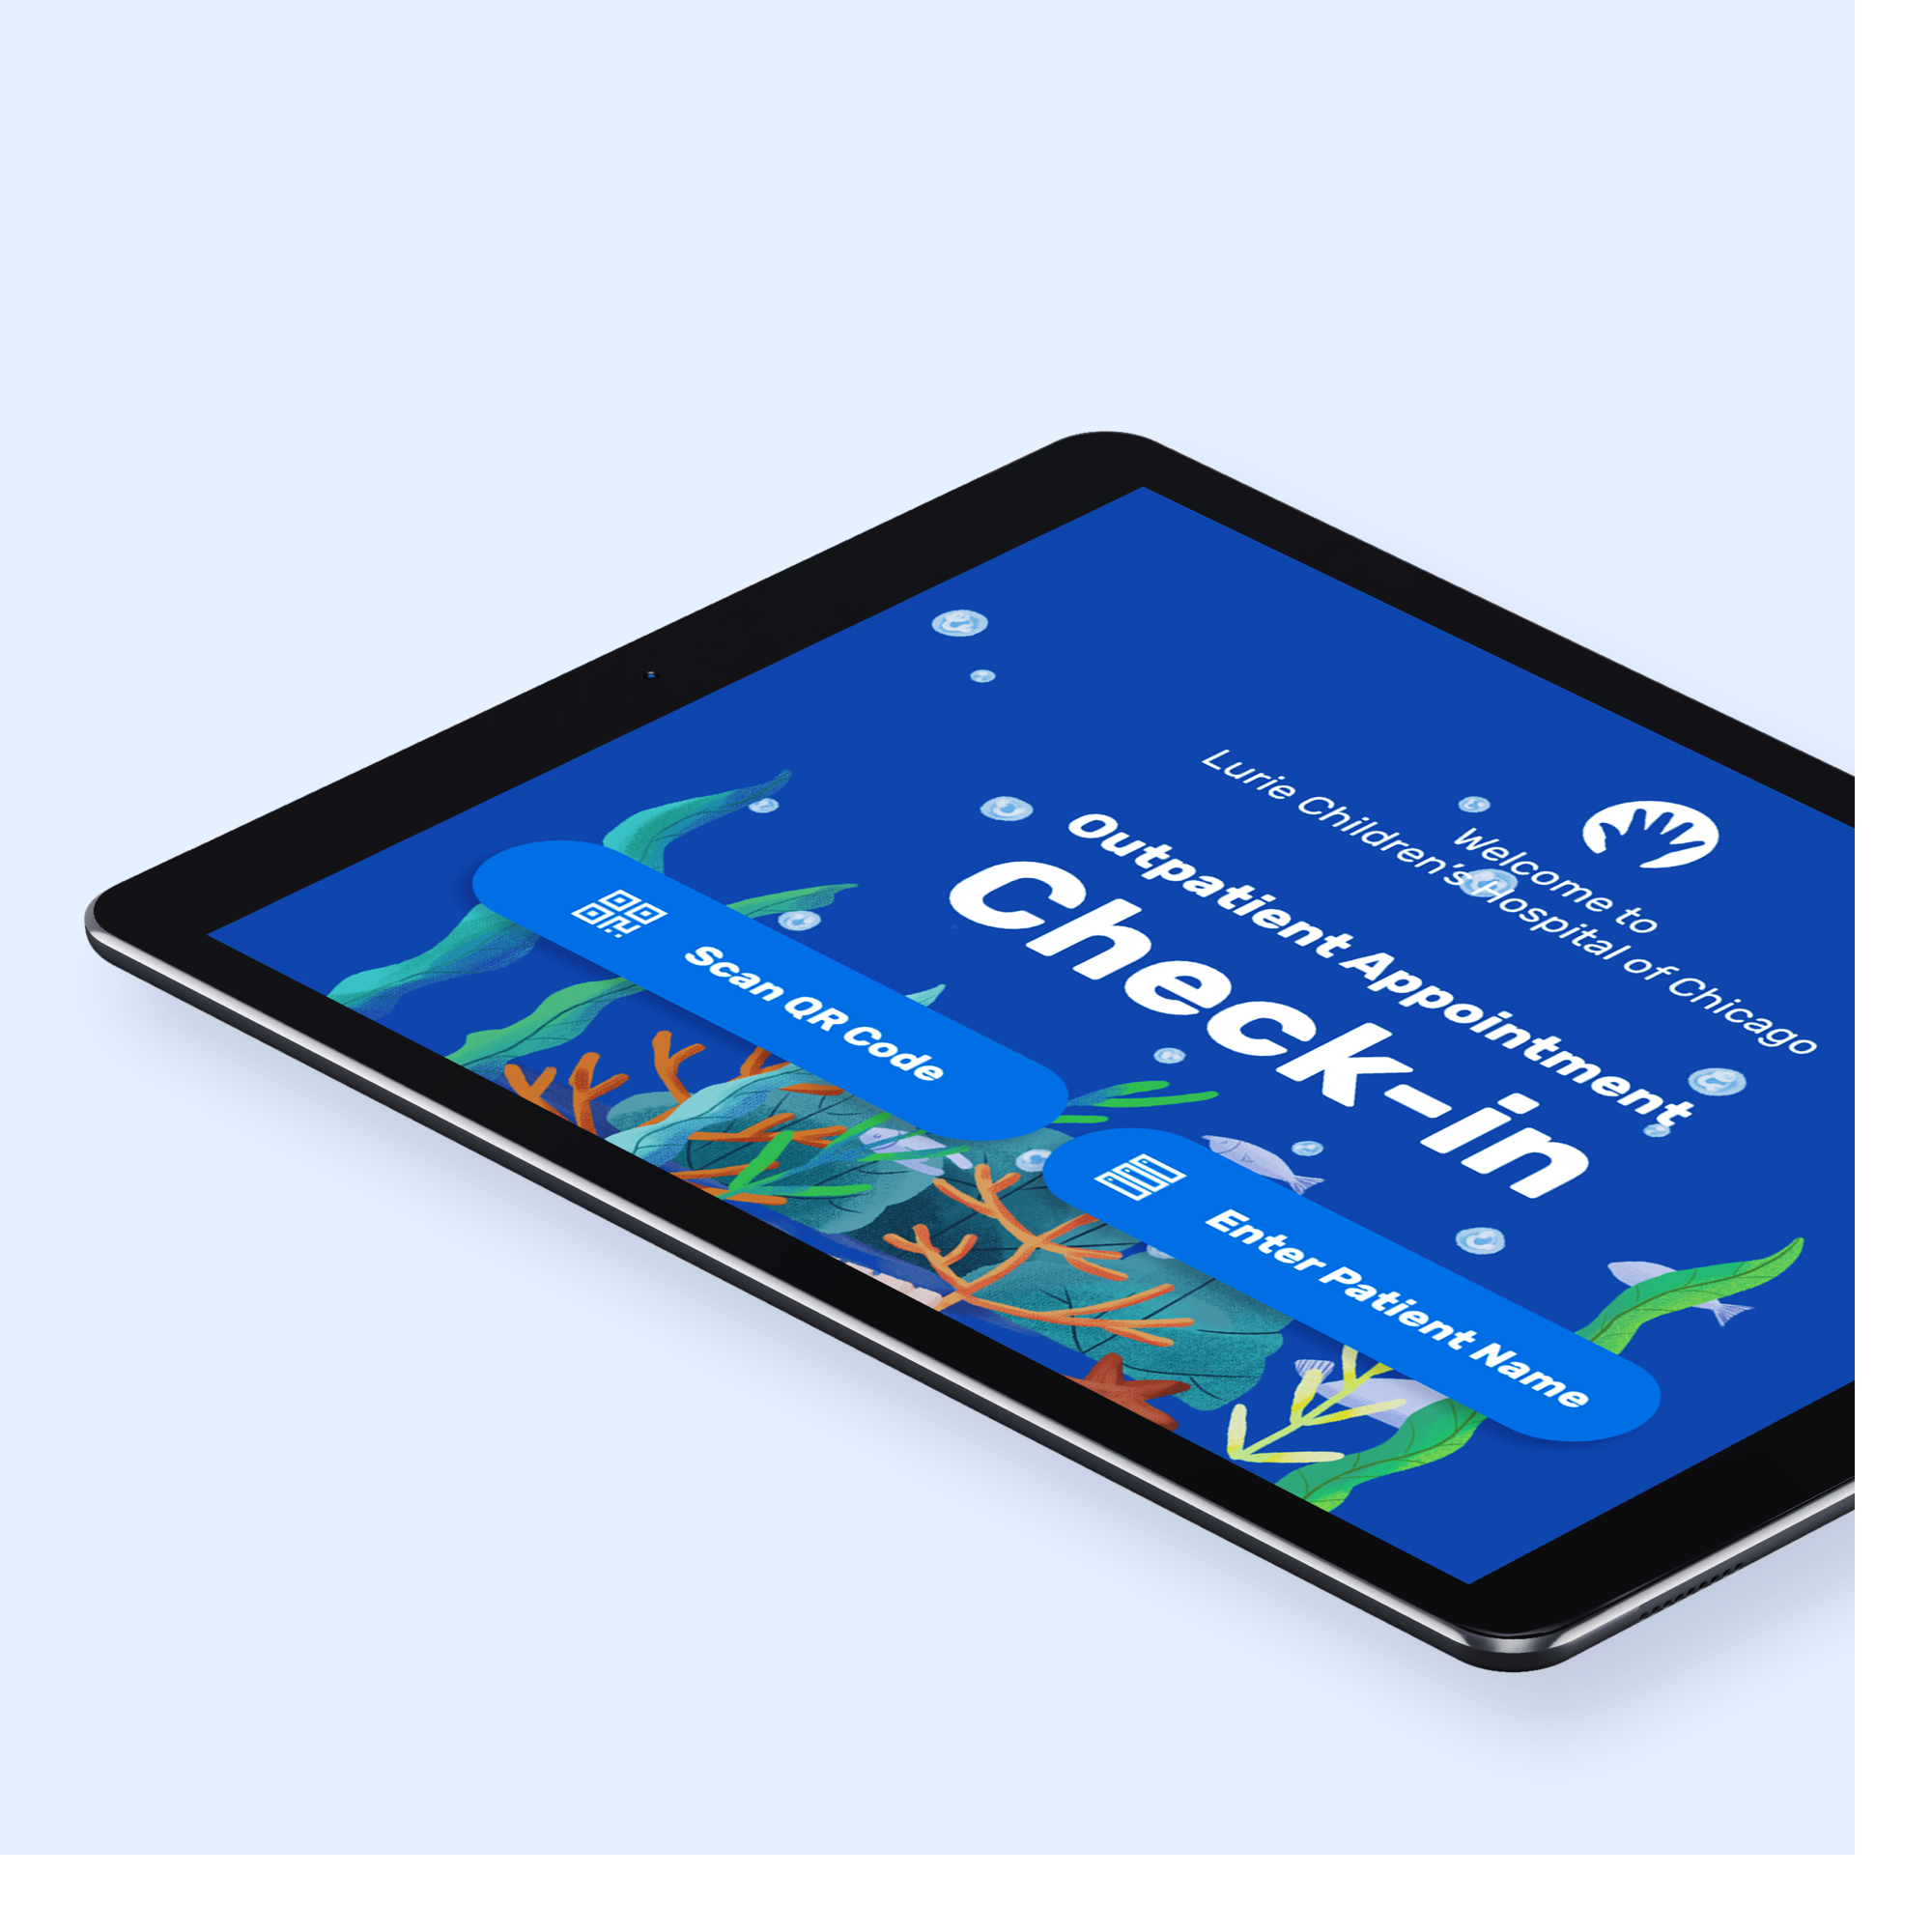 Welcome to
Lurie Children's Hospital of Chicago
Outpatient Appointment
Check-in
Scan QR Code
Enter Patient Name